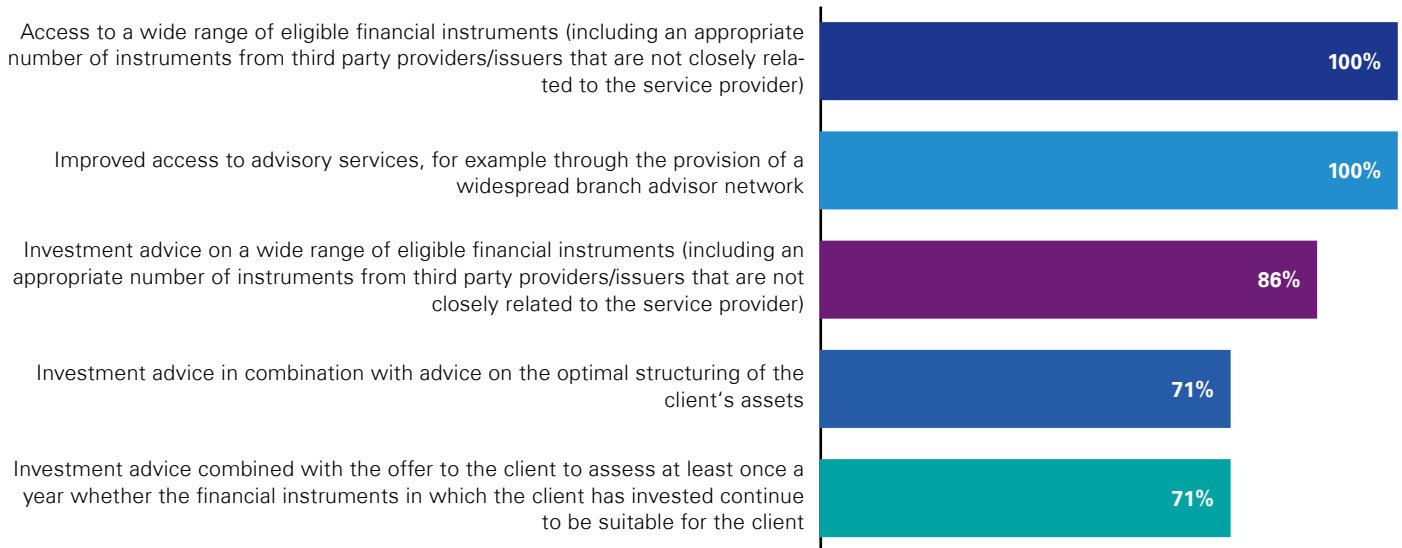 Access to a wide range of eligible financial instruments (including an appropriate
number of instruments from third party providers/issuers that are not closely rela-
ted to the service provider)
100%
Improved access to advisory services, for example through the provision of a
widespread branch advisor network
100%
Investment advice on a wide range of eligible financial instruments (including an
appropriate number of instruments from third party providers/issuers that are not
closely related to the service provider)
86%
Investment advice in combination with advice on the optimal structuring of the
client‘s assets
71%
Investment advice combined with the offer to the client to assess at least once a
year whether the financial instruments in which the client has invested continue
to be suitable for the client
71%